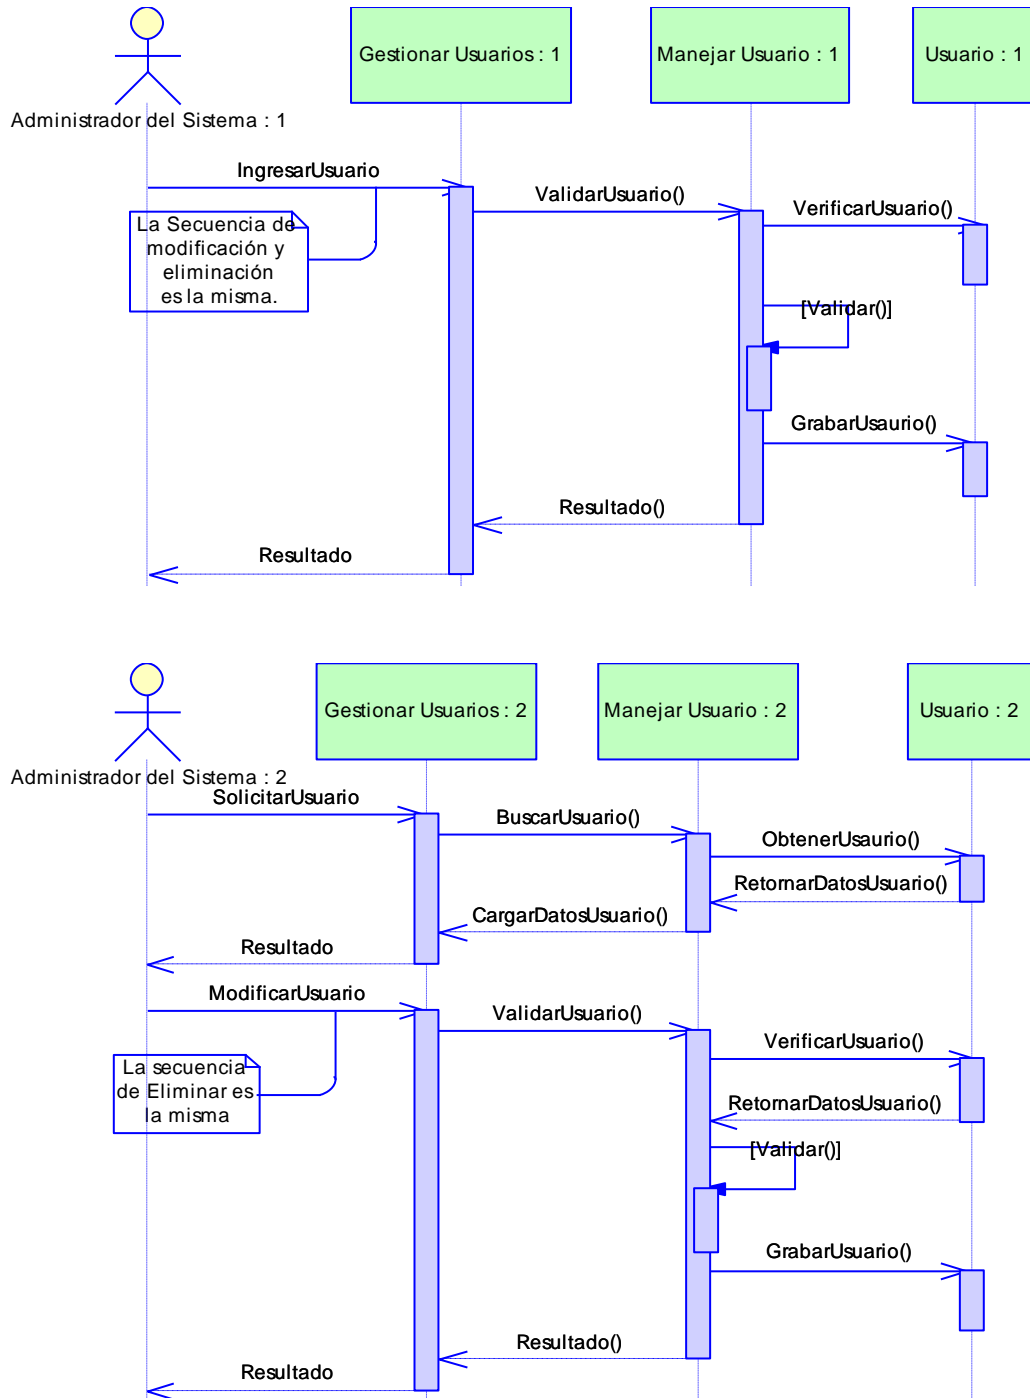 Gestionar Usuarios : 1
Manejar Usuario : 1
Usuario : 1
Administrador del Sistema : 1
IngresarUsuario
ValidarUsuario()
VerificarUsuario()
La Secuencia de
modificación y
eliminación
es la misma.
[Validar()]
GrabarUsaurio()
Resultado()
Resultado
Gestionar Usuarios : 2
Manejar Usuario : 2
Usuario : 2
Administrador del Sistema : 2
SolicitarUsuario
BuscarUsuario()
ObtenerUsaurio()
RetornarDatosUsuario()
CargarDatosUsuario()
Resultado
ModificarUsuario
ValidarUsuario()
VerificarUsuario()
La secuencia
de Eliminar es
la misma
RetornarDatosUsuario()
[Validar()]
GrabarUsuario()
Resultado()
Resultado